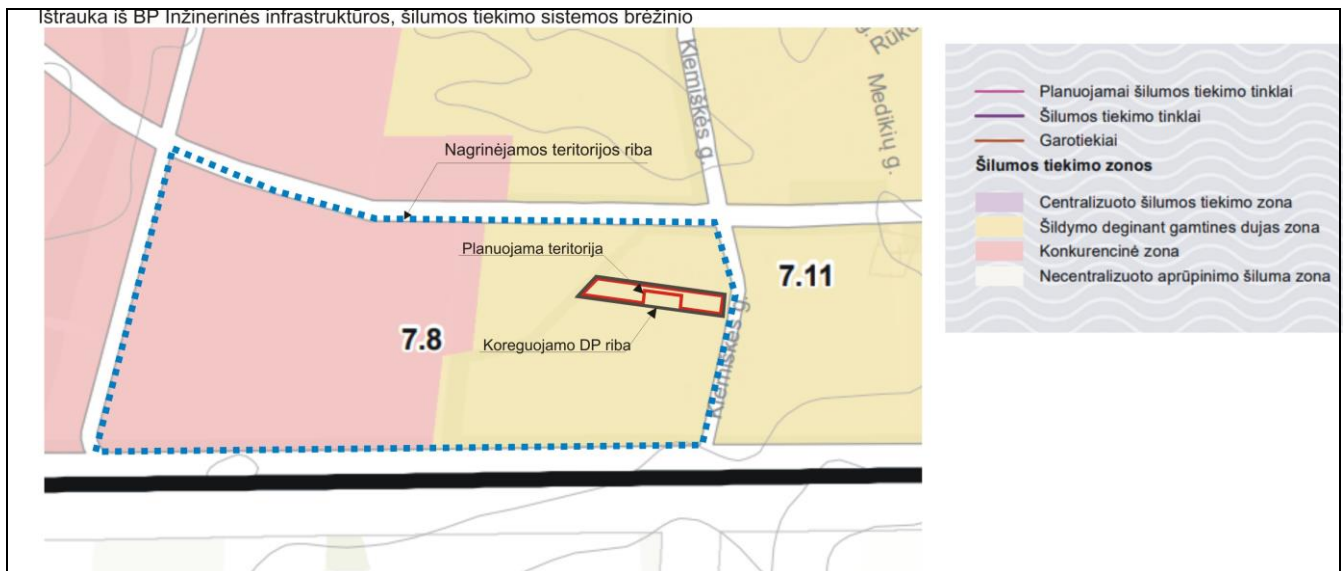 Ištrauka iš BP Inžinerinės infrastruktūros, šilumos tiekimo sistemos brėžinio
Klemiškės g.
Medikių g.
Nagrinėjamos teritorijos riba
Planuojama teritorija
7.11
7.8
Koreguojamo DP riba
Klemiškės g.
Planuojamai šilumos tiekimo tinklai
Šilumos tiekimo tinklai
Garotiekiai
Šilumos tiekimo zonos
Centralizuoto šilumos tiekimo zona
Šildymo deginant gamtines dujas zona
Konkurencinė zona
Necentralizuoto aprūpinimo šiluma zona